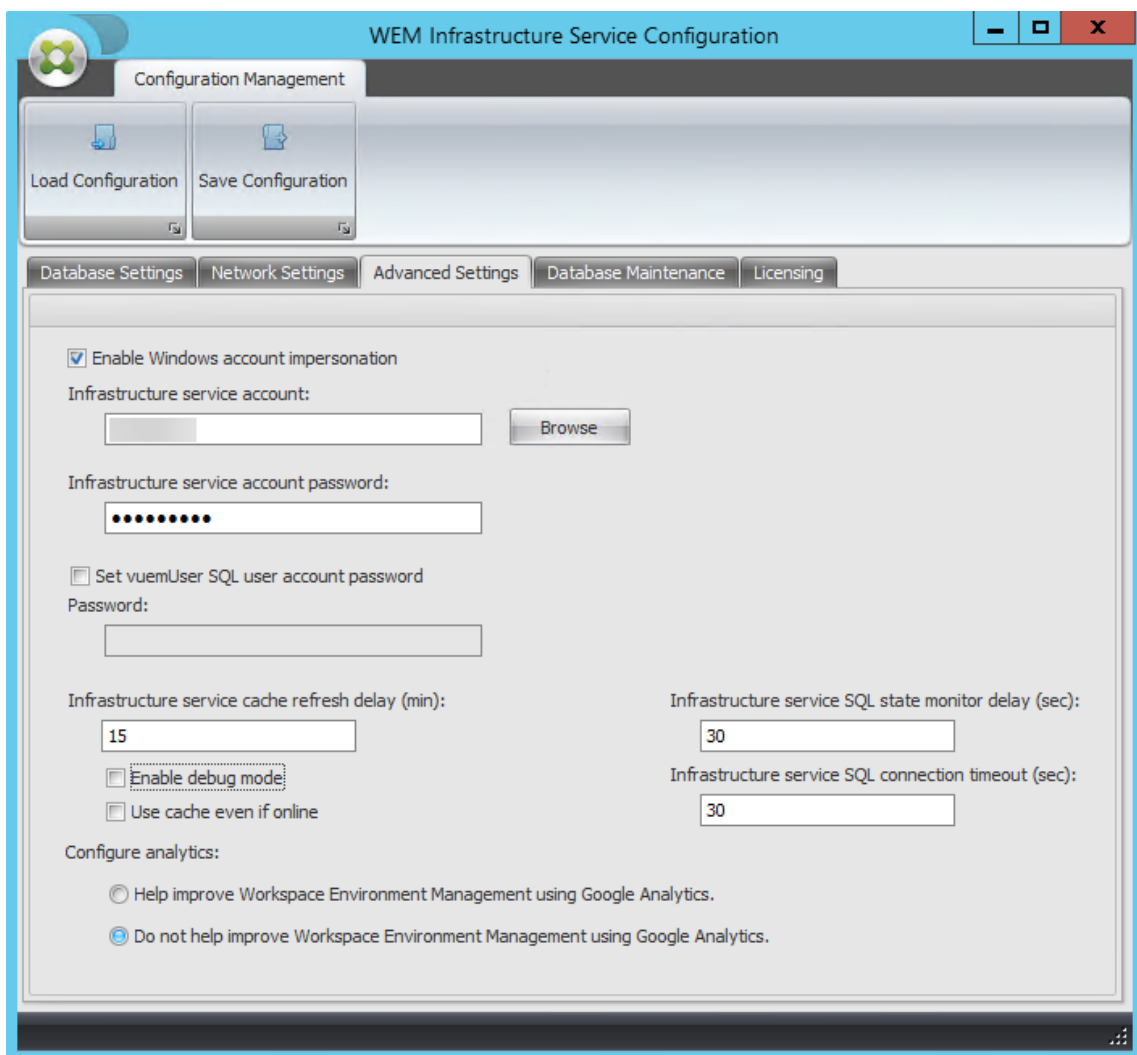 WEM Infrastructure Service Configuration
Configuration Management
Load Configuration
Save Configuration
Database Settings
Network Settings
Advanced Settings
Database Maintenance
Licensing
Enable Windows account impersonation
Infrastructure service account:
Browse
Infrastructure service account password:
•••••••••
Set vuemUser SQL user account password
Password:
Infrastructure service cache refresh delay (min):
15
Enable debug mode
Use cache even if online
Infrastructure service SQL state monitor delay (sec):
30
Infrastructure service SQL connection timeout (sec):
30
Configure analytics:
Help improve Workspace Environment Management using Google Analytics.
Do not help improve Workspace Environment Management using Google Analytics.